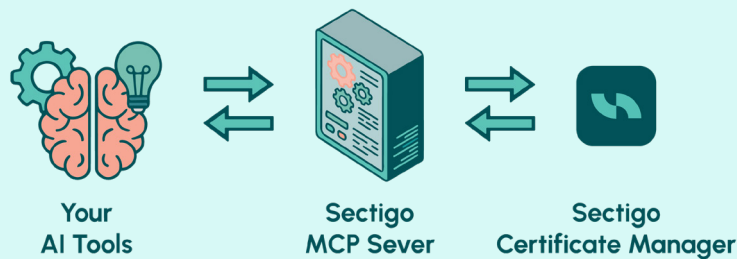 Your
AI Tools
Sectigo
MCP Sever
Sectigo
Certificate Manager